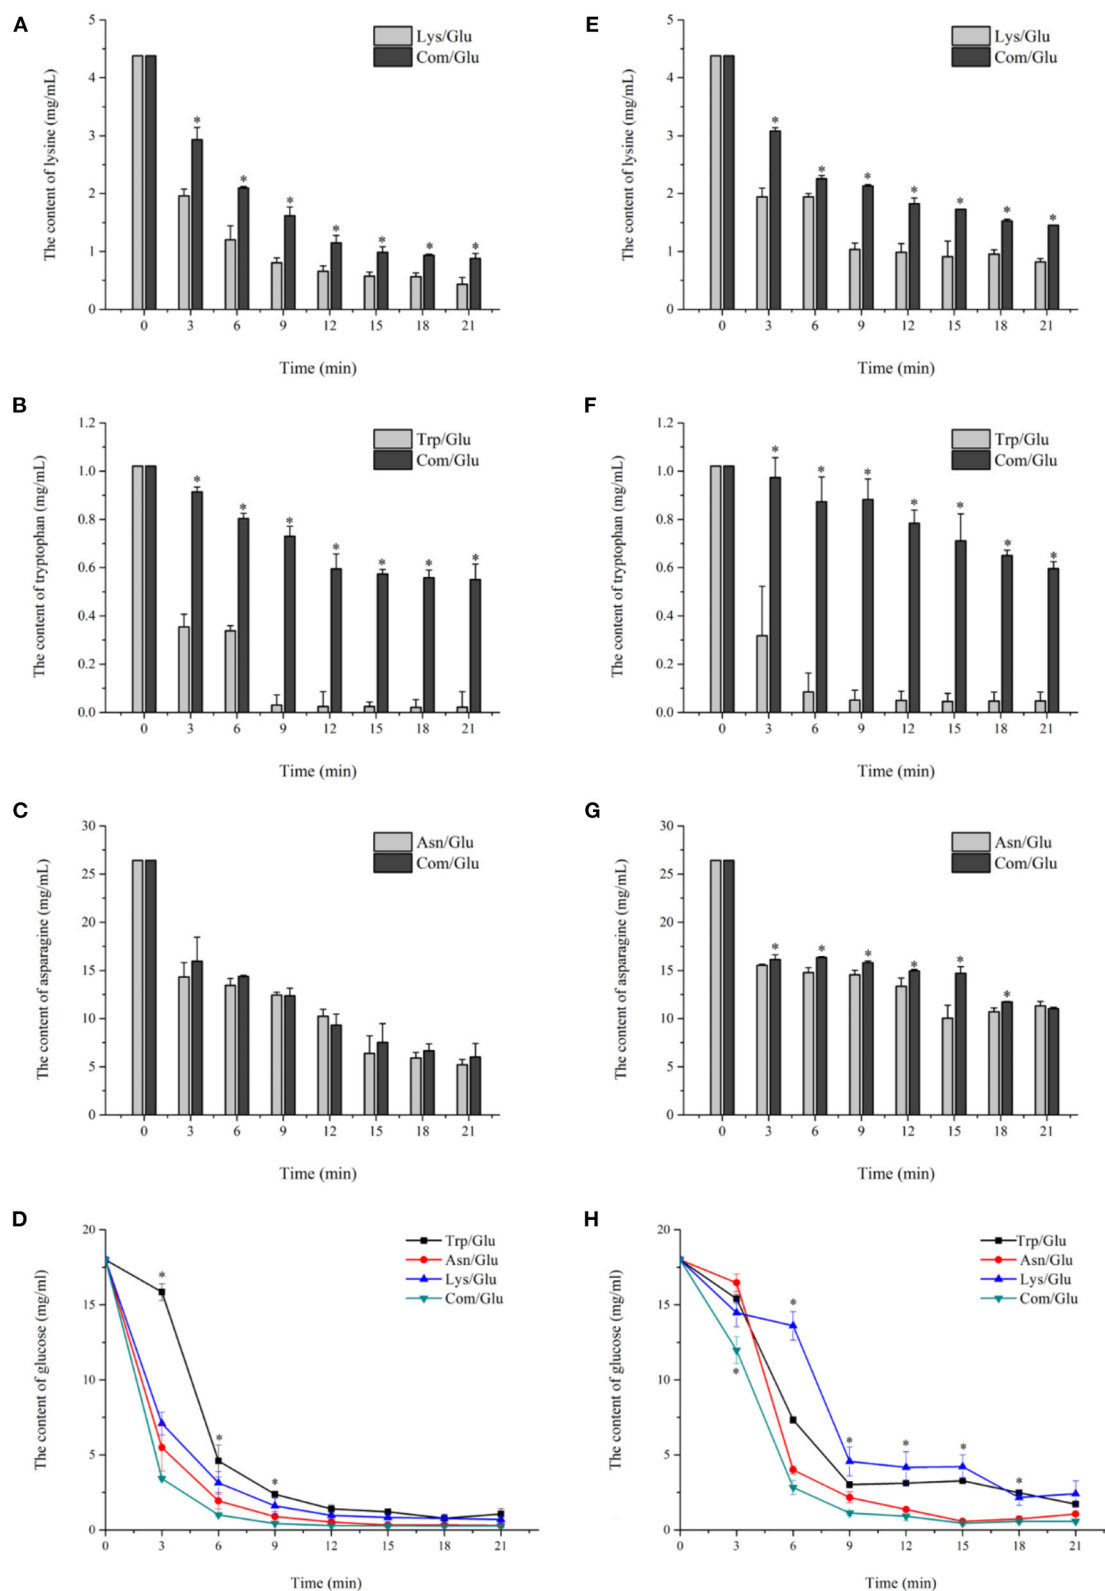 A
The content of lysine (mg/mL)
5
4
3
2
1
0
Lys/Glu
Com/Glu
* * * * * * *
0 3 6 9 12 15 18 21
Time (min)
E
The content of lysine (mg/mL)
5
4
3
2
1
0
Lys/Glu
Com/Glu
* * * * * * *
0 3 6 9 12 15 18 21
Time (min)
B
The content of tryptophan (mg/mL)
1.2
1.0
0.8
0.6
0.4
0.2
0.0
Trp/Glu
Com/Glu
* * * * * * *
0 3 6 9 12 15 18 21
Time (min)
F
The content of tryptophan (mg/mL)
1.2
1.0
0.8
0.6
0.4
0.2
0.0
Trp/Glu
Com/Glu
* * * * * * *
0 3 6 9 12 15 18 21
Time (min)
C
The content of asparagine (mg/mL)
30
25
20
15
10
5
0
Asn/Glu
Com/Glu
0 3 6 9 12 15 18 21
Time (min)
G
The content of asparagine (mg/mL)
30
25
20
15
10
5
0
Asn/Glu
Com/Glu
* * * * * *
0 3 6 9 12 15 18 21
Time (min)
D
The content of glucose (mg/ml)
20
15
10
5
0
Trp/Glu
Asn/Glu
Lys/Glu
Com/Glu
* * *
0 3 6 9 12 15 18 21
Time (min)
H
The content of glucose (mg/ml)
20
15
10
5
0
Trp/Glu
Asn/Glu
Lys/Glu
Com/Glu
* * * * * *
0 3 6 9 12 15 18 21
Time (min)